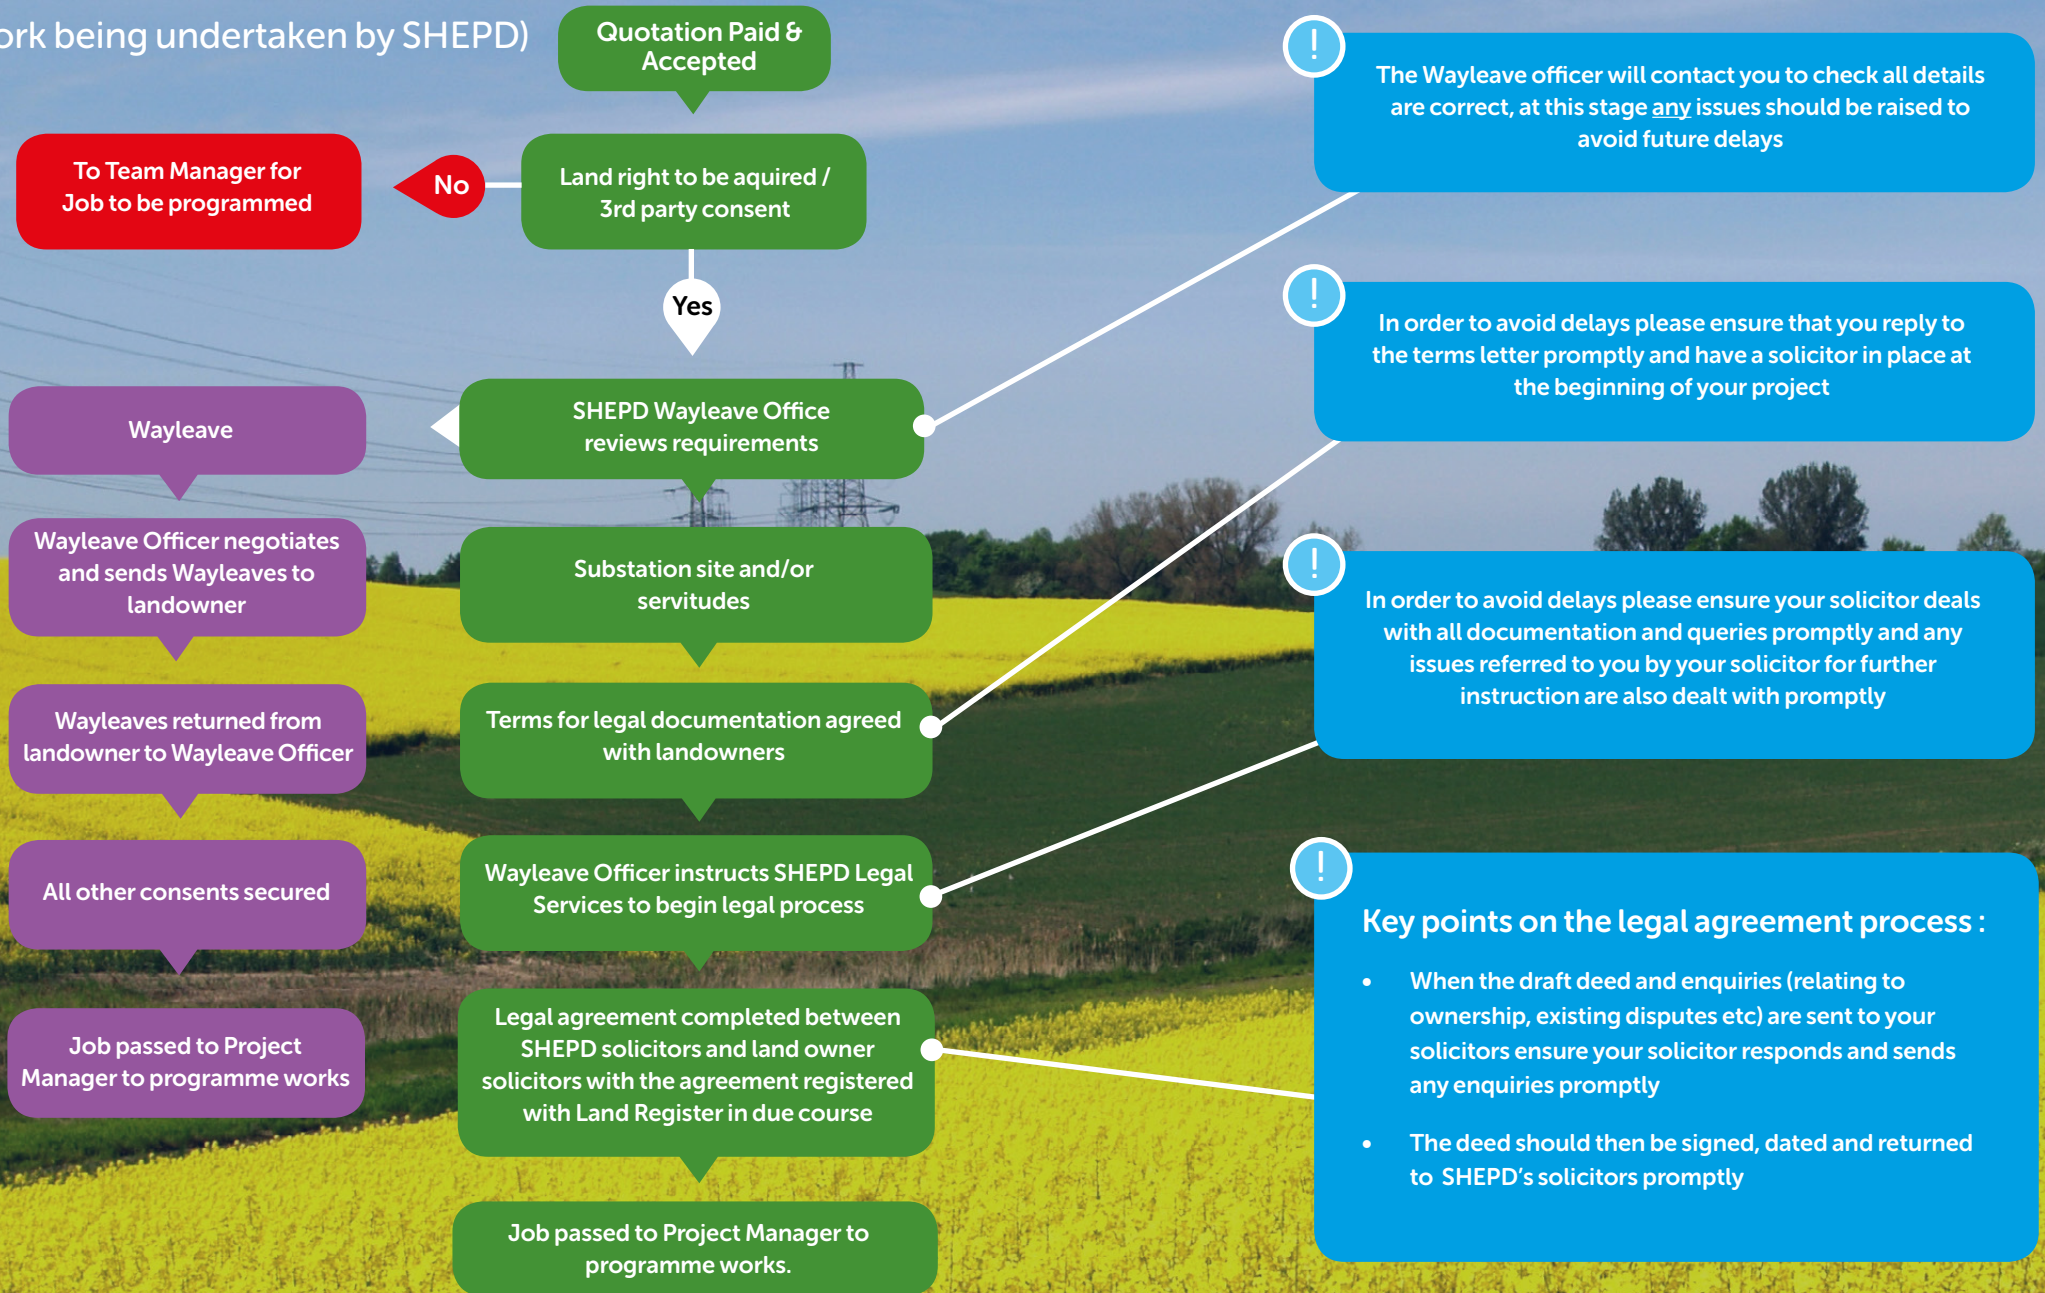 ork being undertaken by SHEPD)
Quotation Paid &
Accepted
Land right to be aquired /
3rd party consent
No
To Team Manager for
Job to be programmed
Yes
SHEPD Wayleave Office
reviews requirements
Wayleave
Wayleave Officer negotiates
and sends Wayleaves to
landowner
Wayleaves returned from
landowner to Wayleave Officer
All other consents secured
Job passed to Project
Manager to programme works
Substation site and/or
servitudes
Terms for legal documentation agreed
with landowners
Wayleave Officer instructs SHEPD Legal
Services to begin legal process
Legal agreement completed between
SHEPD solicitors and land owner
solicitors with the agreement registered
with Land Register in due course
Job passed to Project Manager to
programme works.
!
The Wayleave officer will contact you to check all details
are correct, at this stage any issues should be raised to
avoid future delays
!
In order to avoid delays please ensure that you reply to
the terms letter promptly and have a solicitor in place at
the beginning of your project
!
In order to avoid delays please ensure your solicitor deals
with all documentation and queries promptly and any
issues referred to you by your solicitor for further
instruction are also dealt with promptly
!
Key points on the legal agreement process :
• When the draft deed and enquiries (relating to
ownership, existing disputes etc) are sent to your
solicitors ensure your solicitor responds and sends
any enquiries promptly
• The deed should then be signed, dated and returned
to SHEPD's solicitors promptly